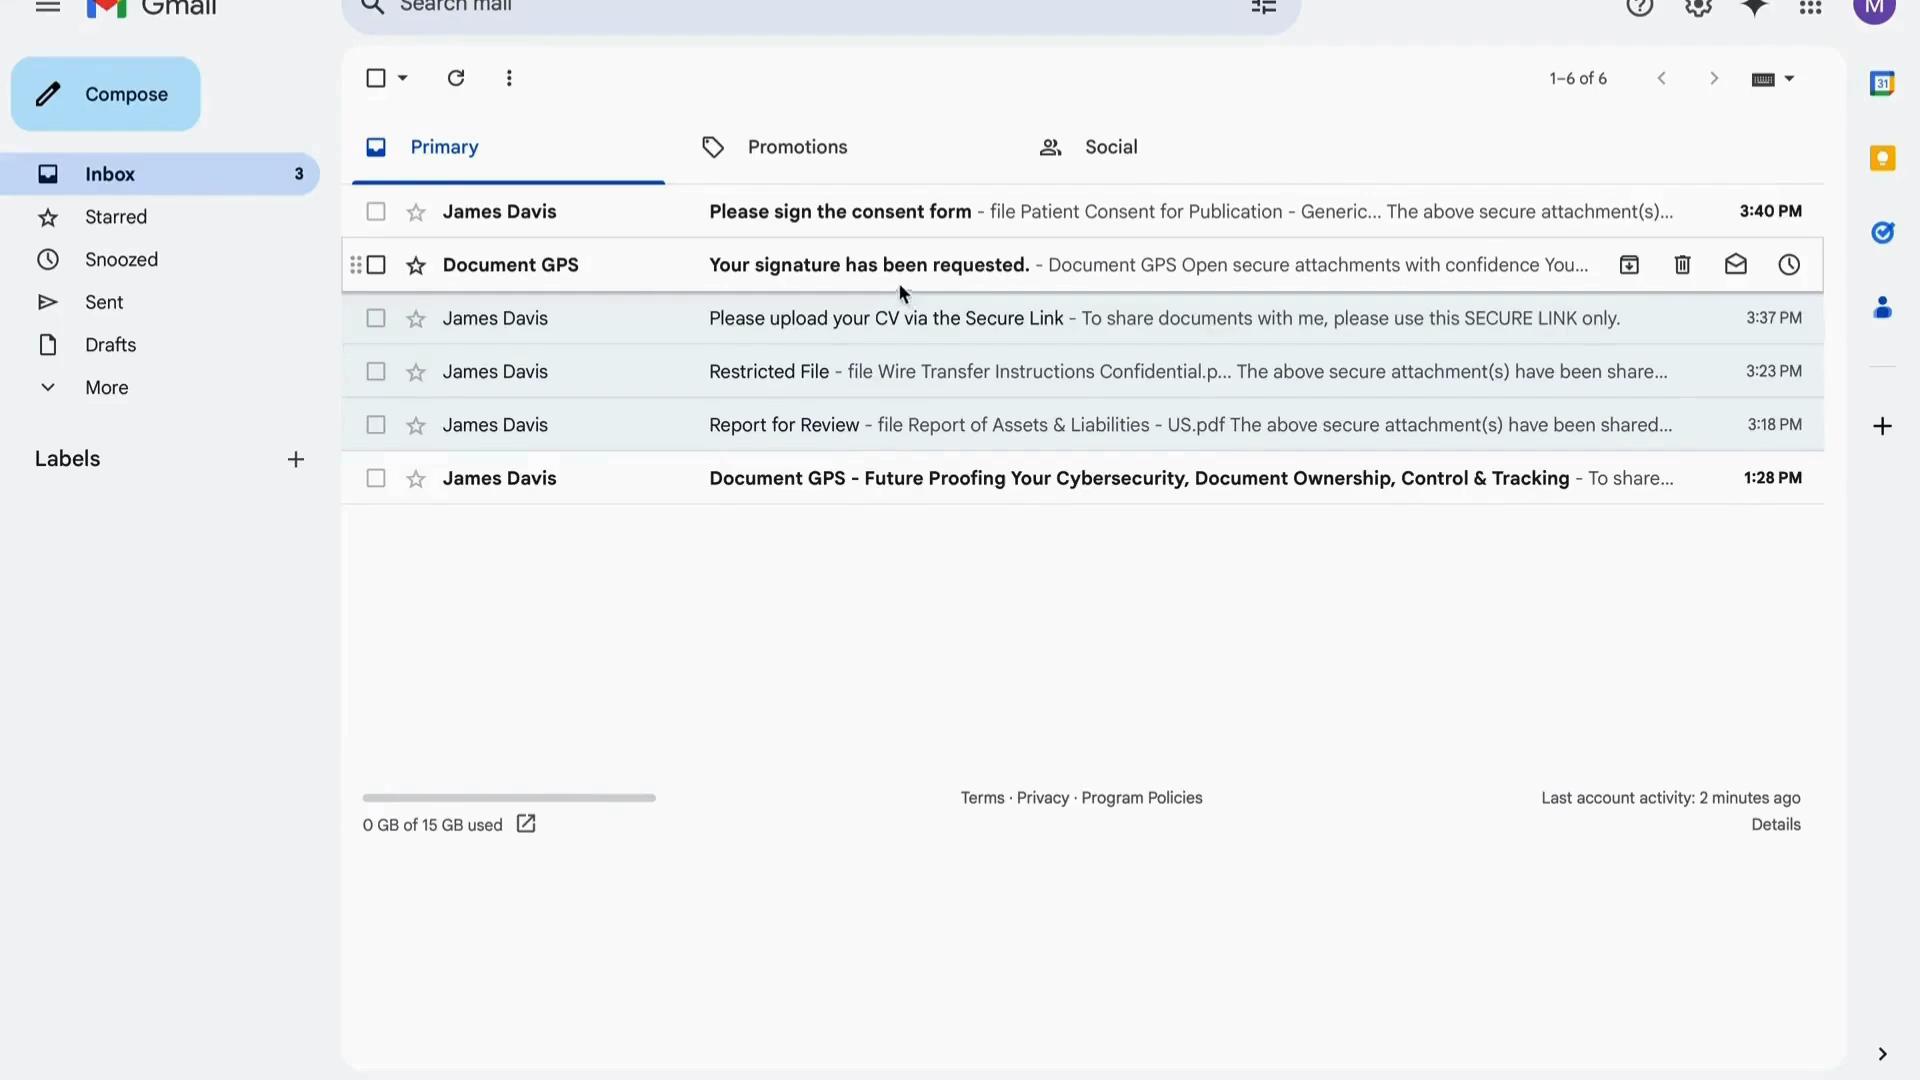 Gmail
Search mail
M
Compose
1–6 of 6
31
Primary
Promotions
Social
Inbox 3
Starred
Snoozed
Sent
Drafts
More
Labels
James Davis Please sign the consent form - file Patient Consent for Publication - Generic... The above secure attachment(s)... 3:40 PM
Document GPS Your signature has been requested. - Document GPS Open secure attachments with confidence You...
James Davis Please upload your CV via the Secure Link - To share documents with me, please use this SECURE LINK only. 3:37 PM
James Davis Restricted File - file Wire Transfer Instructions Confidential.p... The above secure attachment(s) have been share... 3:23 PM
James Davis Report for Review - file Report of Assets & Liabilities - US.pdf The above secure attachment(s) have been shared... 3:18 PM
James Davis Document GPS - Future Proofing Your Cybersecurity, Document Ownership, Control & Tracking - To share... 1:28 PM
Terms · Privacy · Program Policies
Last account activity: 2 minutes ago
0 GB of 15 GB used
Details